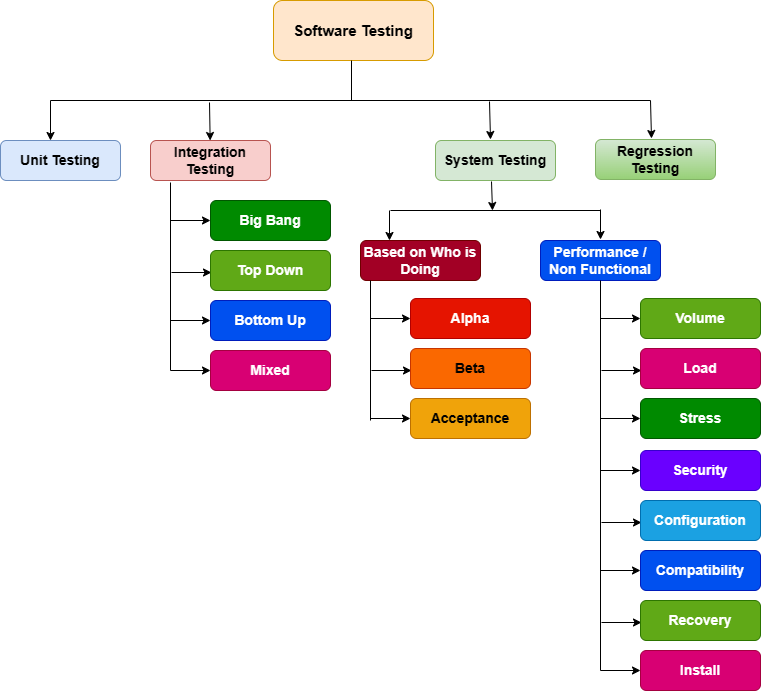 Software Testing
Unit Testing
Integration
Testing
System Testing
Regression
Testing
Big Bang
Top Down
Bottom Up
Mixed
Based on Who is
Doing
Performance /
Non Functional
Alpha
Beta
Acceptance
Volume
Load
Stress
Security
Configuration
Compatibility
Recovery
Install